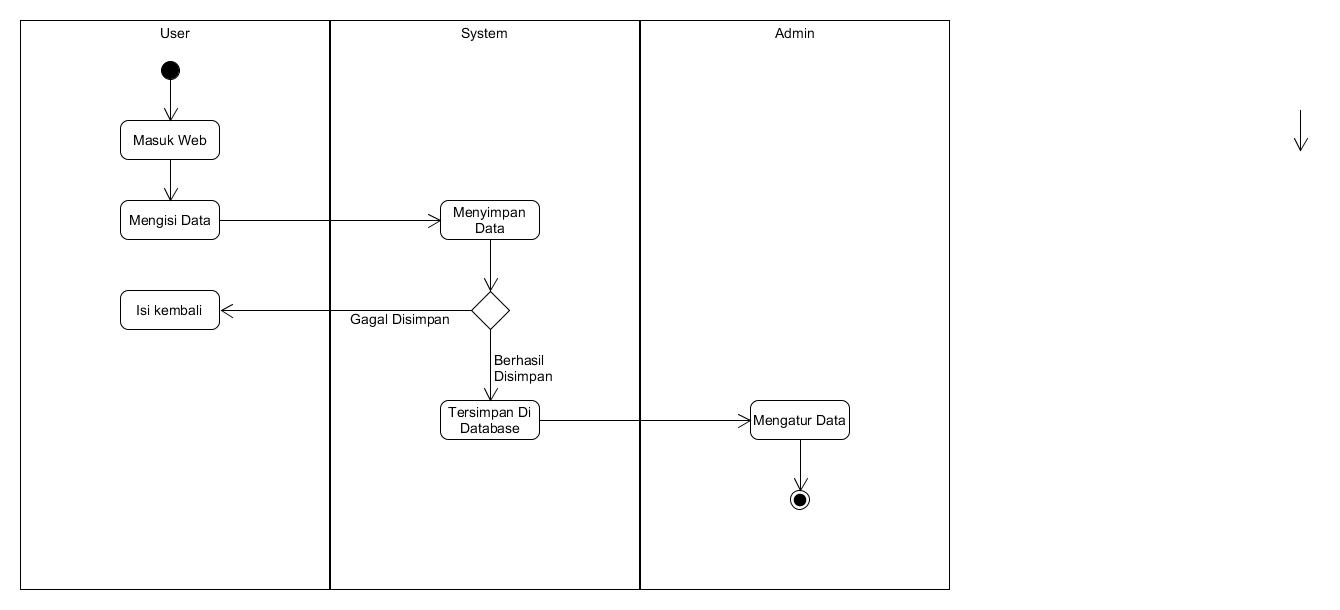 User
System
Admin
Masuk Web
Mengisi Data
Menyimpan
Data
Isi kembali
Gagal Disimpan
Berhasil
Disimpan
Tersimpan Di
Database
Mengatur Data